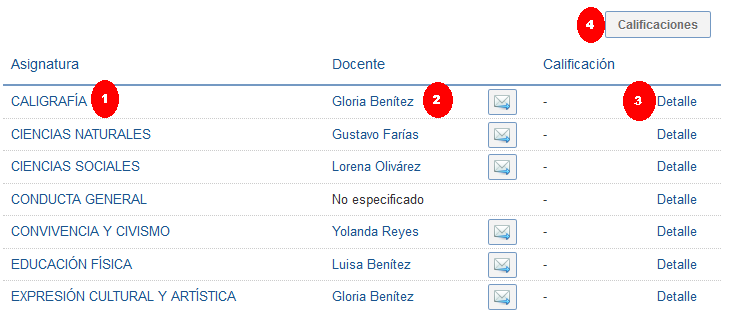 4 Calificaciones
Asignatura Docente Calificación
CALIGRAFÍA 1 Gloria Benítez 2 - 3 Detalle
CIENCIAS NATURALES Gustavo Farías - Detalle
CIENCIAS SOCIALES Lorena Olivárez - Detalle
CONDUCTA GENERAL No especificado - Detalle
CONVIVENCIA Y CIVISMO Yolanda Reyes - Detalle
EDUCACIÓN FÍSICA Luisa Benítez - Detalle
EXPRESIÓN CULTURAL Y ARTÍSTICA Gloria Benítez - Detalle